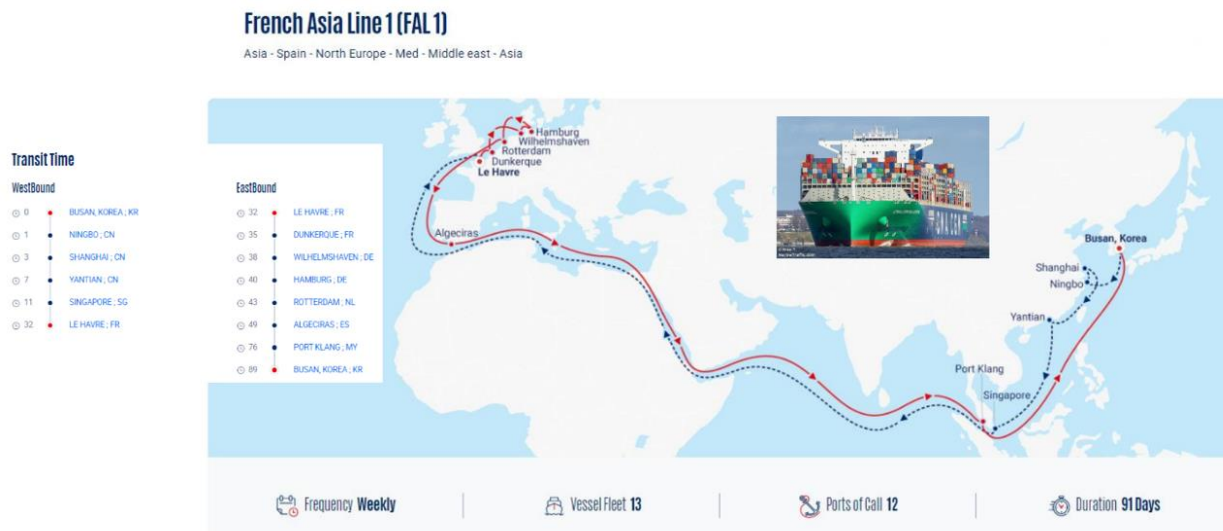 French Asia Line 1 (FAL 1)
Asia - Spain - North Europe - Med - Middle east - Asia
Transit Time
WestBound
0 BUSAN, KOREA ; KR
1 NINGBO ; CN
3 SHANGHAI ; CN
7 YANTIAN ; CN
11 SINGAPORE ; SG
32 LE HAVRE ; FR
EastBound
32 LE HAVRE ; FR
35 DUNKERQUE ; FR
38 WILHELMSHAVEN ; DE
40 HAMBURG ; DE
43 ROTTERDAM ; NL
49 ALGECIRAS ; ES
76 PORT KLANG ; MY
89 BUSAN, KOREA ; KR
Hamburg
Wilhelmshaven
Rotterdam
Dunkerque
Le Havre
Algeciras
Busan, Korea
Shanghai
Ningbo
Yantian
Port Klang
Singapore
Frequency Weekly
Vessel Fleet 13
Ports of Call 12
Duration 91 Days